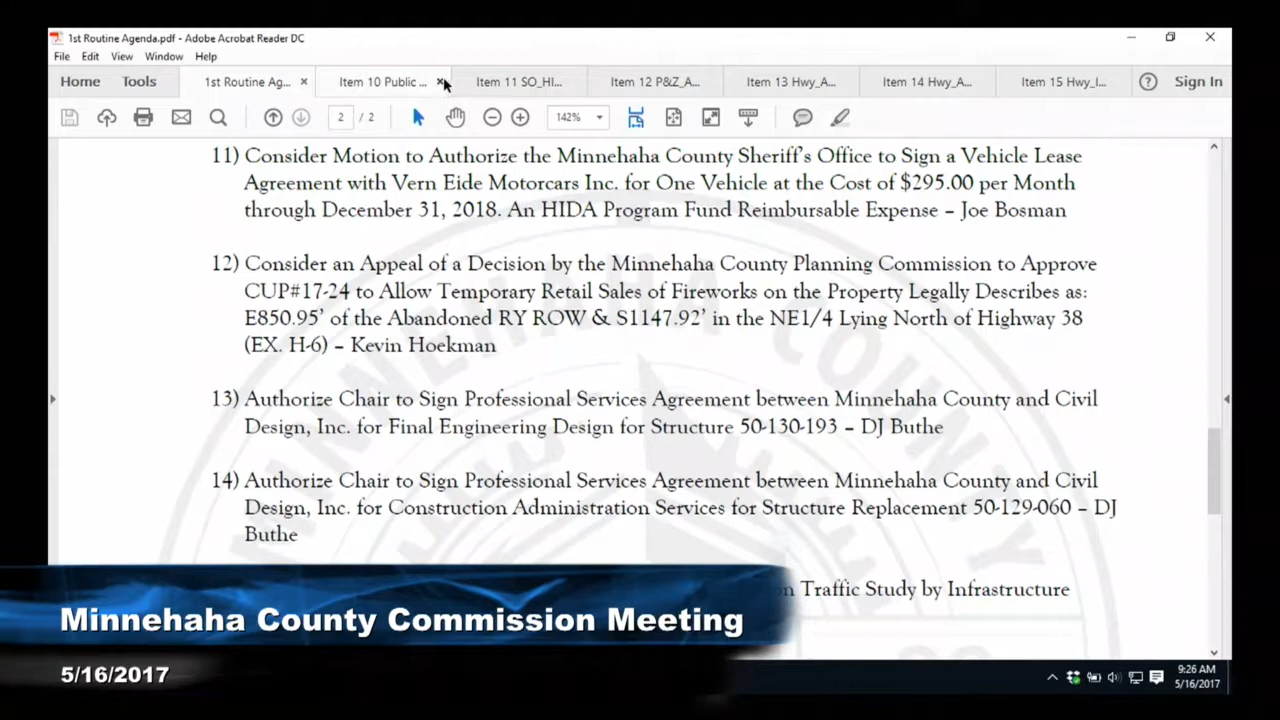 1st Routine Agenda.pdf - Adobe Acrobat Reader DC
File Edit View Window Help
Home Tools 1st Routine Ag... Item 10 Public ... Item 11 SO_HI... Item 12 P&Z_A... Item 13 Hwy_A... Item 14 Hwy_A... Item 15 Hwy_I... Sign In
2 / 2 142%
11) Consider Motion to Authorize the Minnehaha County Sheriff's Office to Sign a Vehicle Lease
Agreement with Vern Eide Motorcars Inc. for One Vehicle at the Cost of $295.00 per Month
through December 31, 2018. An HIDA Program Fund Reimbursable Expense – Joe Bosman
12) Consider an Appeal of a Decision by the Minnehaha County Planning Commission to Approve
CUP#17-24 to Allow Temporary Retail Sales of Fireworks on the Property Legally Describes as:
E850.95' of the Abandoned RY ROW & S1147.92' in the NE1/4 Lying North of Highway 38
(EX. H-6) – Kevin Hoekman
13) Authorize Chair to Sign Professional Services Agreement between Minnehaha County and Civil
Design, Inc. for Final Engineering Design for Structure 50-130-193 – DJ Buthe
14) Authorize Chair to Sign Professional Services Agreement between Minnehaha County and Civil
Design, Inc. for Construction Administration Services for Structure Replacement 50-129-060 – DJ
Buthe
Traffic Study by Infrastructure
Minnehaha County Commission Meeting
5/16/2017
9:26 AM
5/16/2017
MINNEHAHA COUNTY